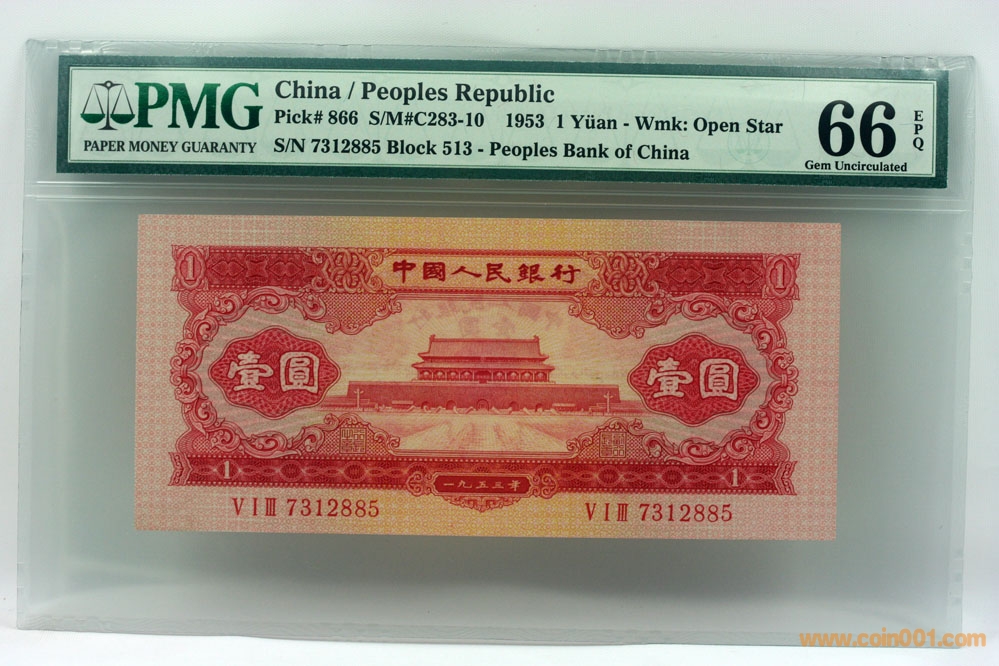 PMG
PAPER MONEY GUARANTY
China / Peoples Republic
Pick# 866 S/M#C283-10 1953 1 Yüan - Wmk: Open Star
S/N 7312885 Block 513 - Peoples Bank of China
66
EPQ
Gem Uncirculated
中國人民銀行
1 1
壹圓 壹圓
1 1
一九五三年
V I III 7312885 V I III 7312885
www.coin001.com